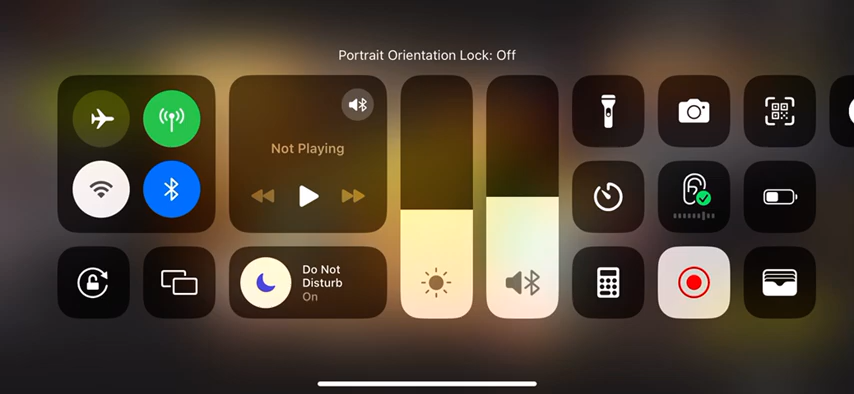 Portrait Orientation Lock: Off
Not Playing
Do Not
Disturb
On